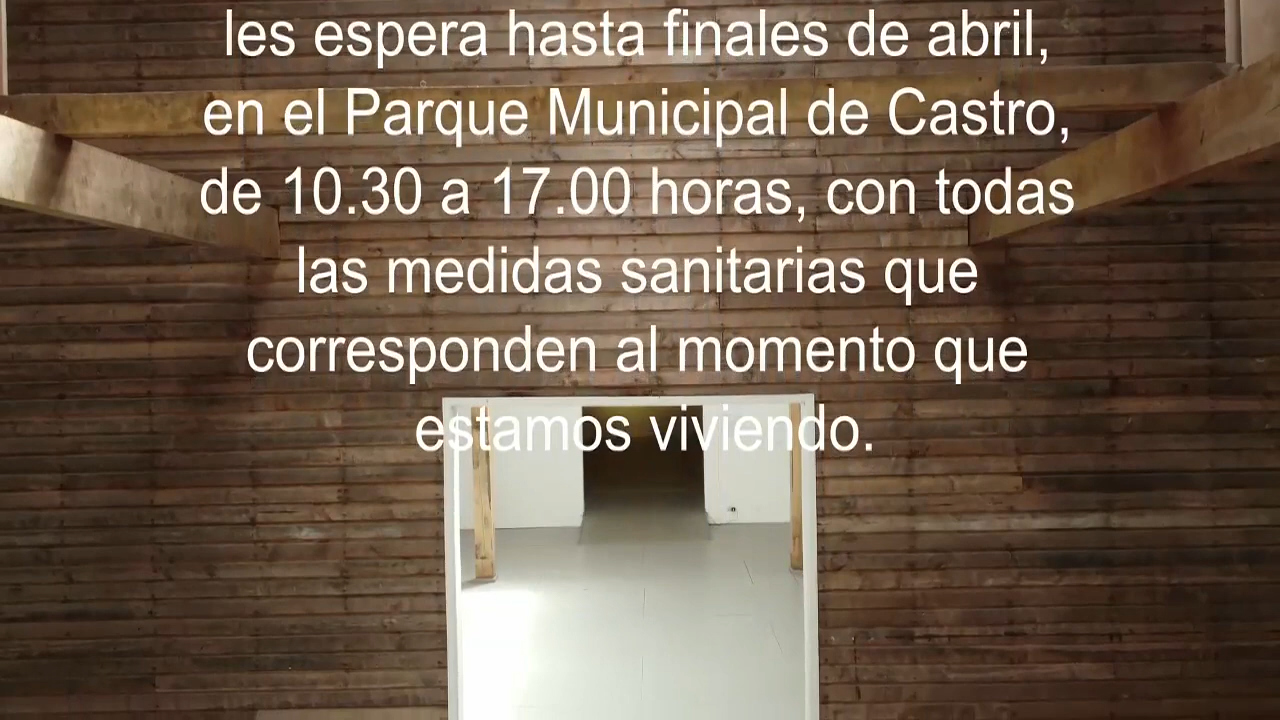 les espera hasta finales de abril,
en el Parque Municipal de Castro,
de 10.30 a 17.00 horas, con todas
las medidas sanitarias que
corresponden al momento que
estamos viviendo.